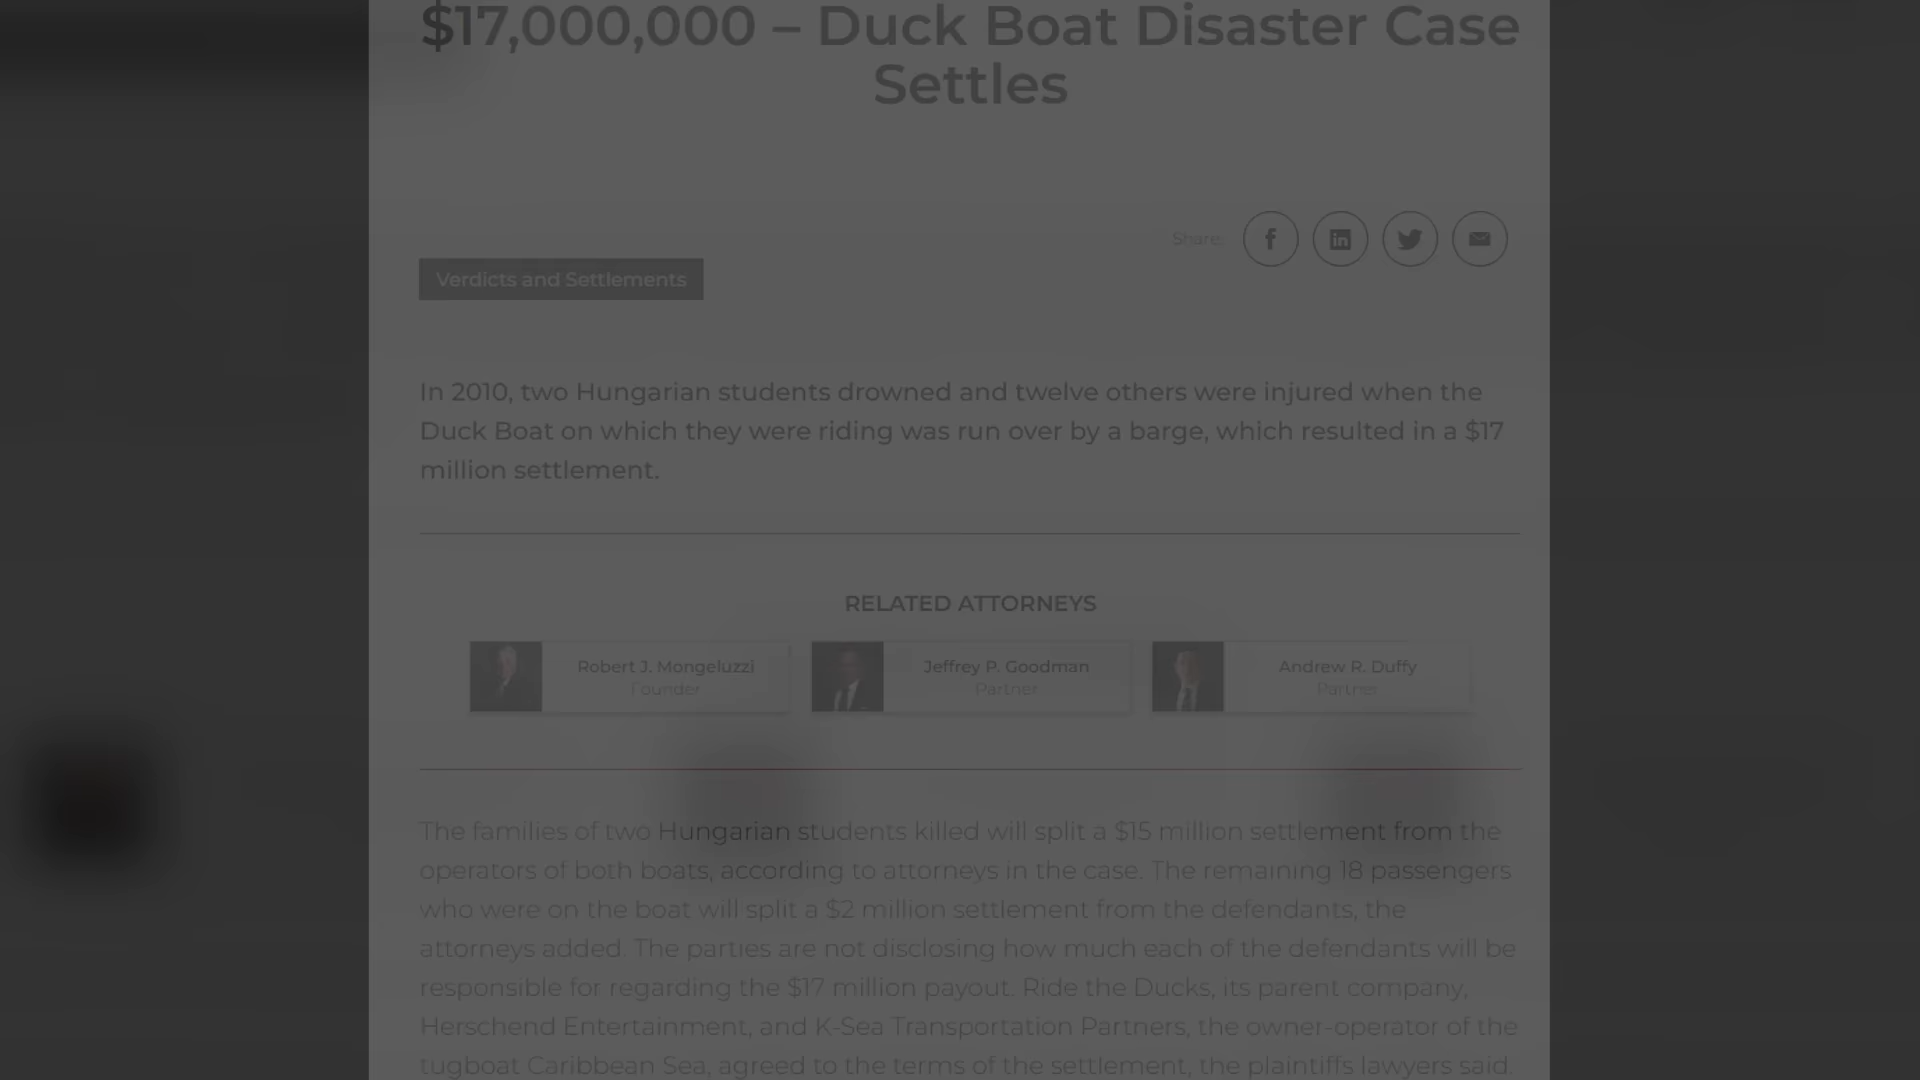 $17,000,000 – Duck Boat Disaster Case
Settles
Share:
Verdicts and Settlements
In 2010, two Hungarian students drowned and twelve others were injured when the
Duck Boat on which they were riding was run over by a barge, which resulted in a $17
million settlement.
RELATED ATTORNEYS
Robert J. Mongeluzzi
Founder
Jeffrey P. Goodman
Partner
Andrew R. Duffy
Partner
The families of two Hungarian students killed will split a $15 million settlement from the
operators of both boats, according to attorneys in the case. The remaining 18 passengers
who were on the boat will split a $2 million settlement from the defendants, the
attorneys added. The parties are not disclosing how much each of the defendants will be
responsible for regarding the $17 million payout. Ride the Ducks, its parent company,
Herschend Entertainment, and K-Sea Transportation Partners, the owner-operator of the
tugboat Caribbean Sea, agreed to the terms of the settlement, the plaintiffs lawyers said.